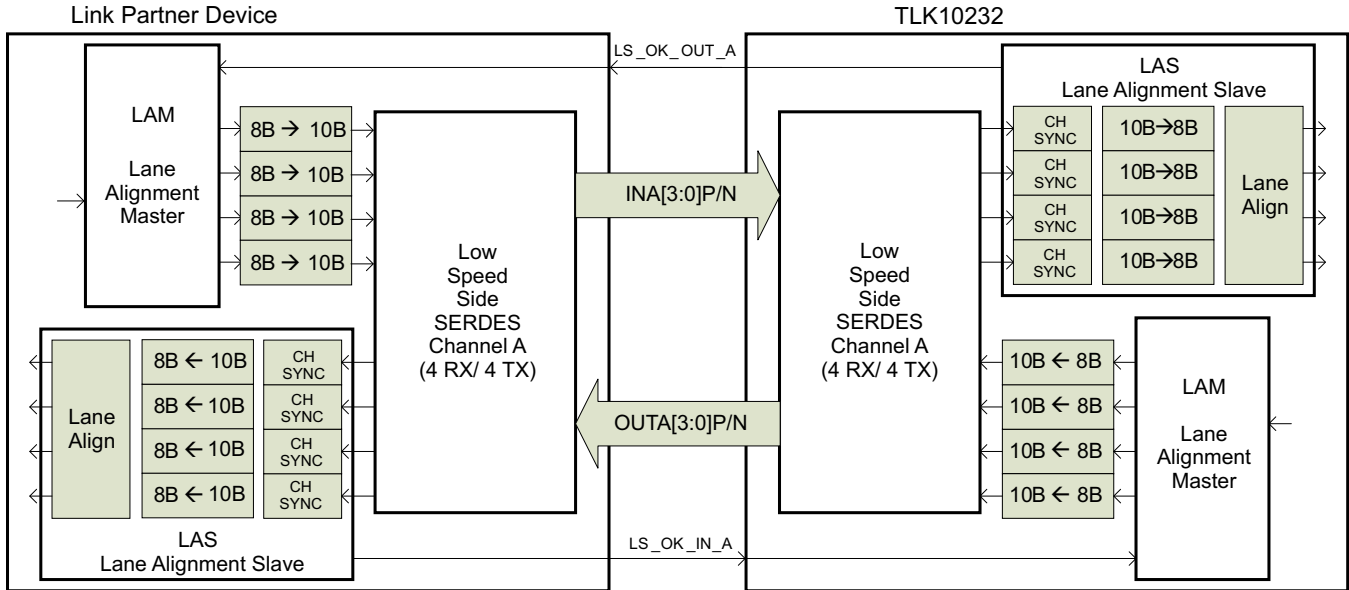 Link Partner Device
TLK10232
LS_OK_OUT_A
LAM
Lane
Alignment
Master
8B → 10B
8B → 10B
8B → 10B
8B → 10B
Low
Speed
Side
SERDES
Channel A
(4 RX/ 4 TX)
INA[3:0]P/N
OUTA[3:0]P/N
Lane
Align
8B ← 10B
8B ← 10B
8B ← 10B
8B ← 10B
CH
SYNC
CH
SYNC
CH
SYNC
CH
SYNC
LAS
Lane Alignment Slave
LS_OK_IN_A
Low
Speed
Side
SERDES
Channel A
(4 RX/ 4 TX)
LAS
Lane Alignment Slave
CH
SYNC
CH
SYNC
CH
SYNC
CH
SYNC
10B→8B
10B→8B
10B→8B
10B→8B
Lane
Align
10B ← 8B
10B ← 8B
10B ← 8B
10B ← 8B
LAM
Lane
Alignment
Master